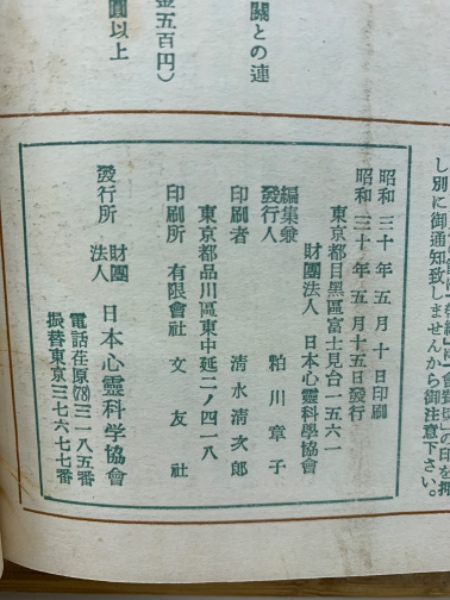 關との連
金五百円）
圓以上
し別に御通知致しませんから御注意下さい。
昭和三十年五月十日印刷
昭和三十年五月十五日發行
東京都目黒區富士見台一五六一
財團法人 日本心靈科學協會
編集兼發行人 粕川章子
印刷者 清水清次郎
東京都品川區東中延二ノ四一八
印刷所 有限會社 文友社
發行所 財團法人 日本心霊科学協會
電話荏原(78)三一八五番
振替東京三七六七七番